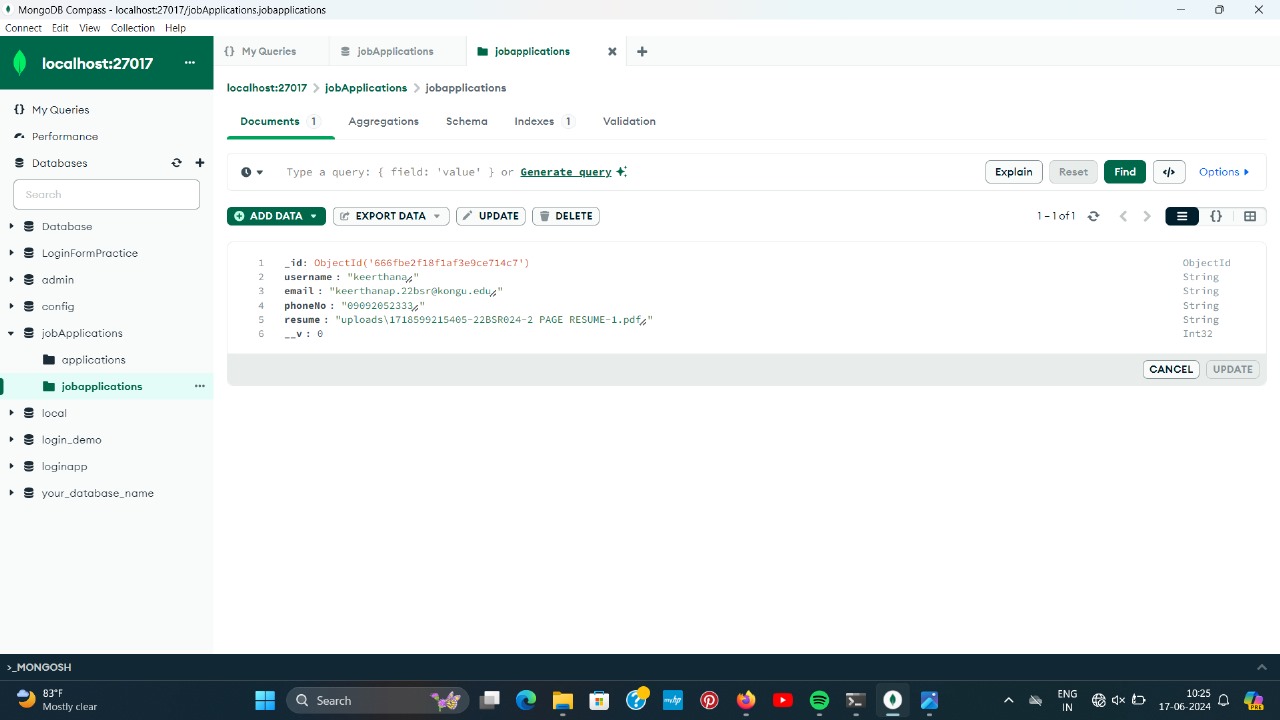 MongoDB Compass - localhost:27017/jobApplications.jobapplications
Connect Edit View Collection Help
localhost:27017 ...
{} My Queries
jobApplications
jobapplications
localhost:27017 > jobApplications > jobapplications
{} My Queries
Performance
Databases
Search
Database
LoginFormPractice
admin
config
jobApplications
applications
jobapplications ...
local
login_demo
loginapp
your_database_name
Documents 1 Aggregations Schema Indexes 1 Validation
Type a query: { field: 'value' } or Generate query
Explain Reset Find </> Options
ADD DATA EXPORT DATA UPDATE DELETE
1 – 1 of 1 {}
1 _id: ObjectId('666fbe2f18f1af3e9ce714c7') ObjectId
2 username : "keerthana" String
3 email : "keerthanap.22bsr@kongu.edu" String
4 phoneNo : "09092052333" String
5 resume : "uploads\1718599215405-22BSR024-2 PAGE RESUME-1.pdf" String
6 __v : 0 Int32
CANCEL UPDATE
>_MONGOSH
83°F
Mostly clear
Search
ENG
IN
10:25
17-06-2024